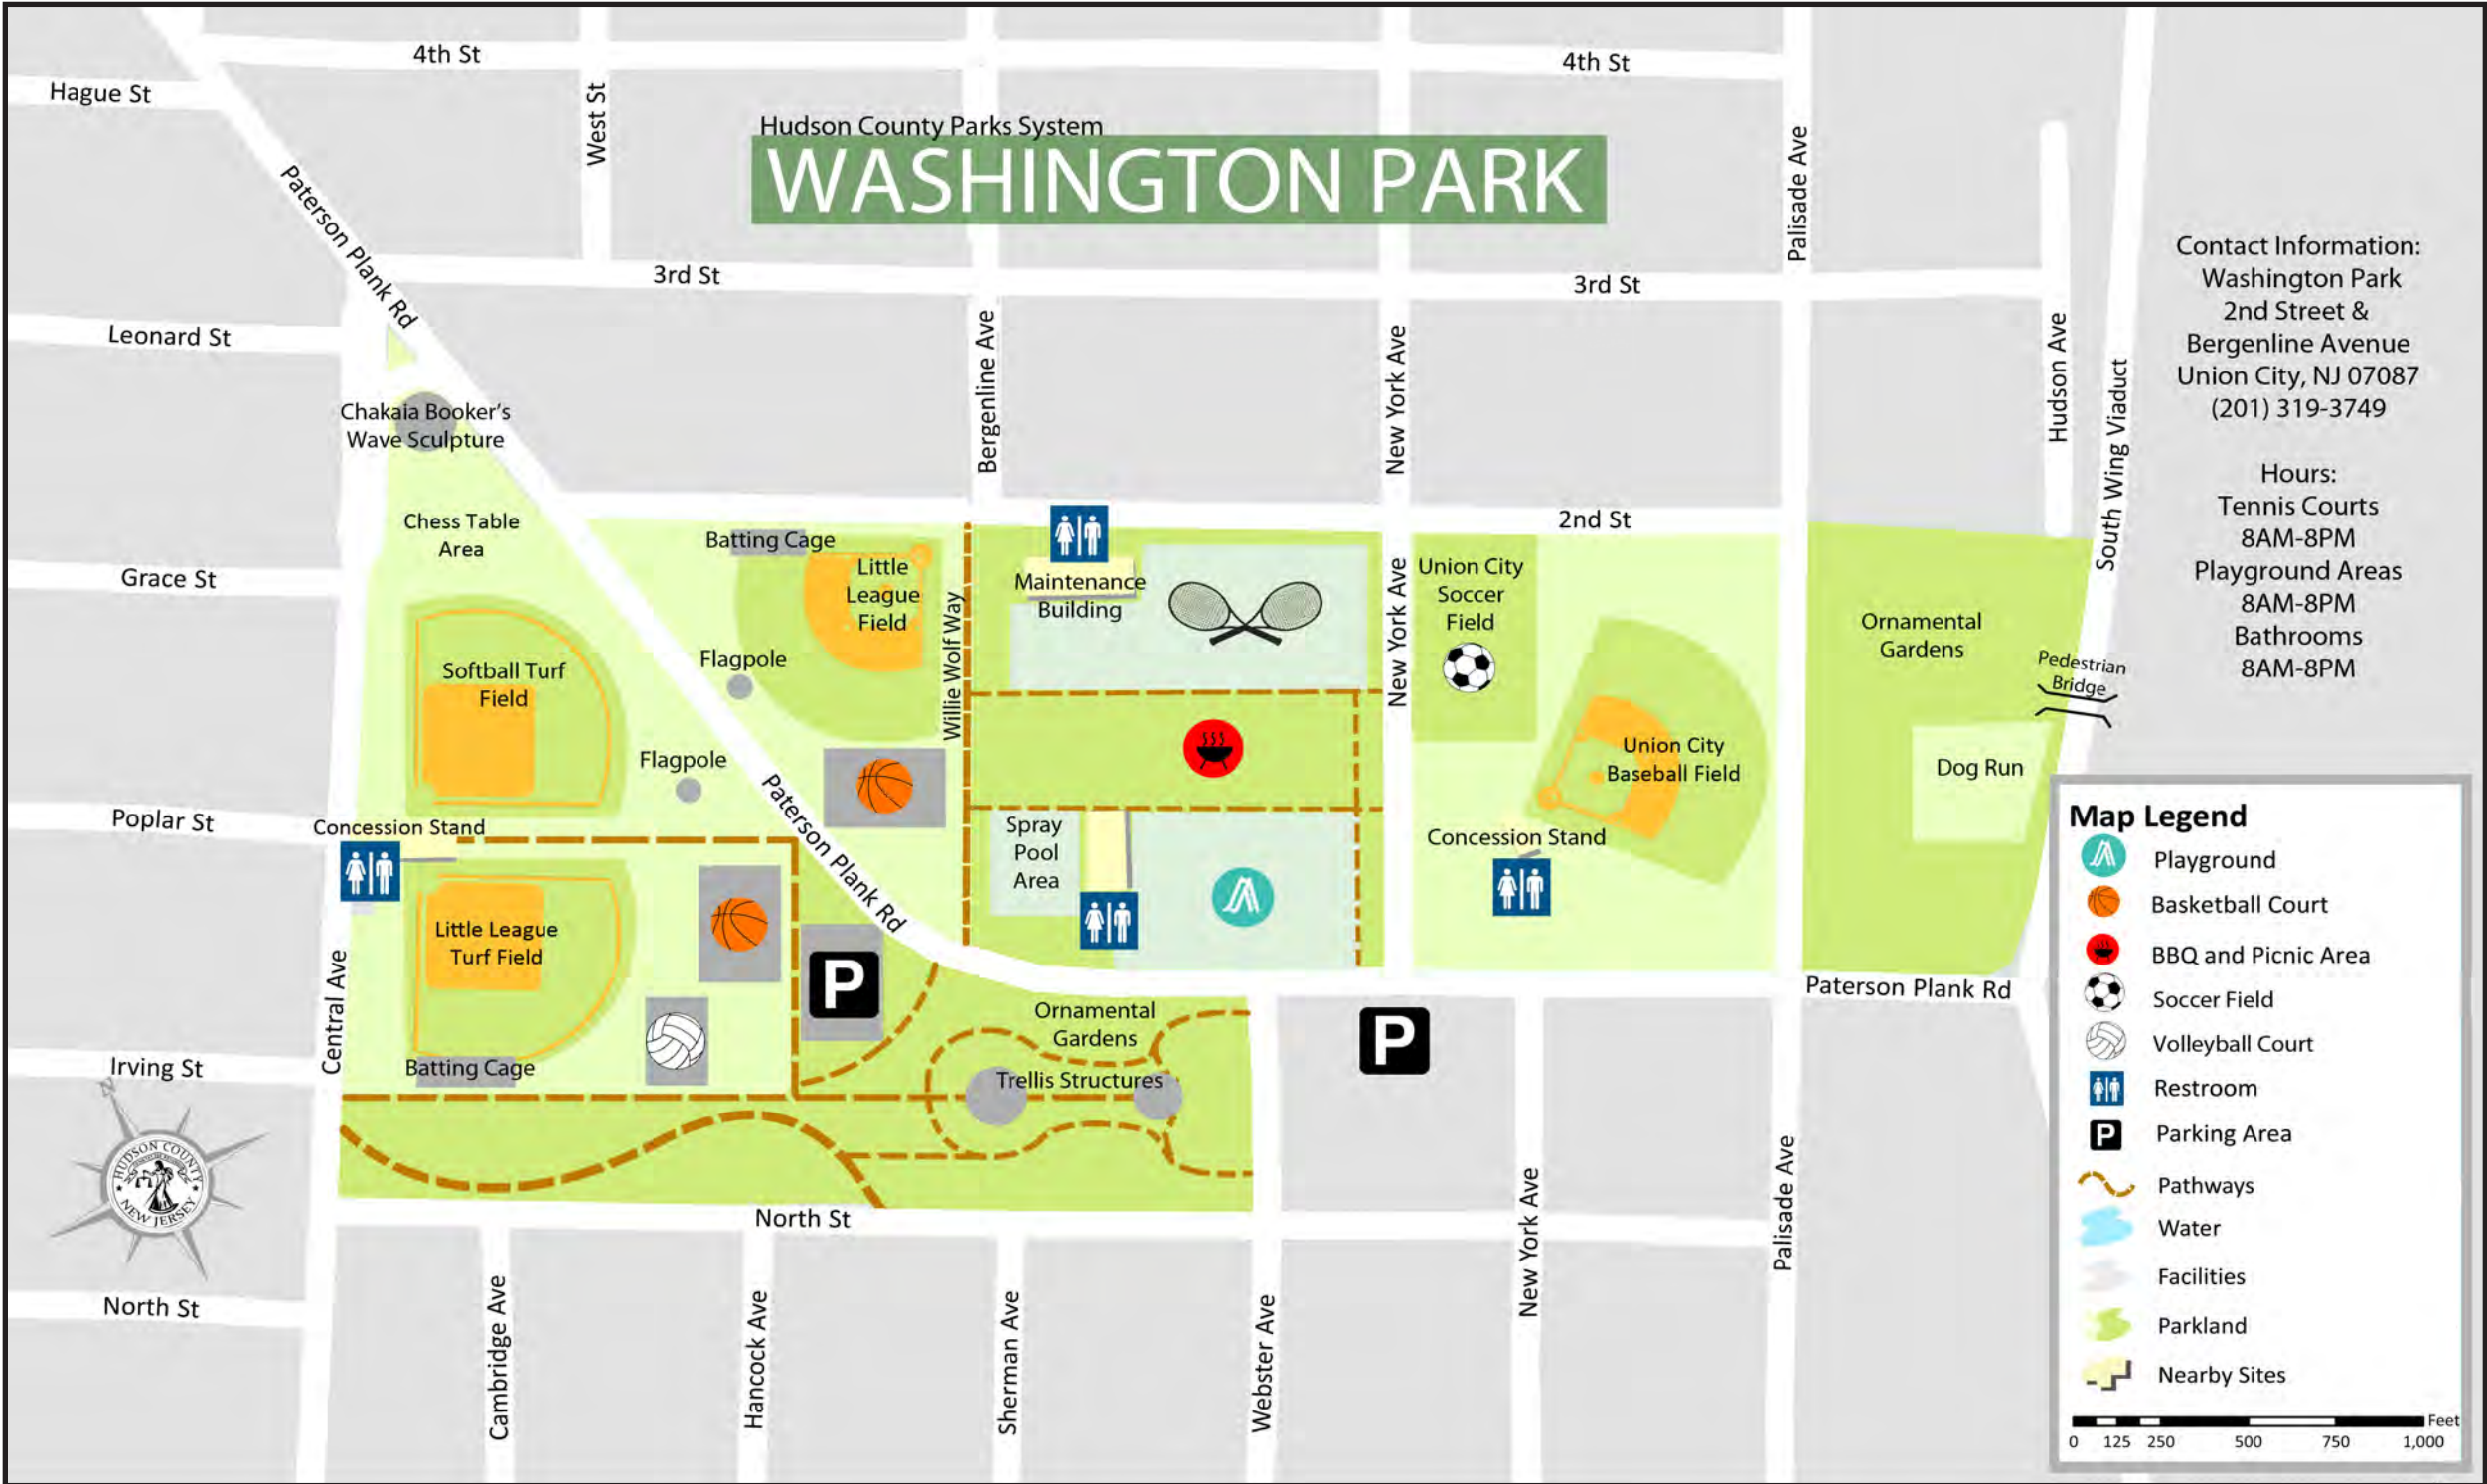 4th St
4th St
Hague St
West St
Hudson County Parks System
WASHINGTON PARK
Palisade Ave
Paterson Plank Rd
3rd St
3rd St
Leonard St
Bergenline Ave
New York Ave
Hudson Ave
South Wing Viaduct
Contact Information:
Washington Park
2nd Street &
Bergenline Avenue
Union City, NJ 07087
(201) 319-3749
Hours:
Tennis Courts
8AM-8PM
Playground Areas
8AM-8PM
Bathrooms
8AM-8PM
Chakaia Booker's
Wave Sculpture
Chess Table
Area
2nd St
Grace St
Batting Cage
Little
League
Field
Willie Wolf Way
Maintenance
Building
New York Ave
Union City
Soccer
Field
Ornamental
Gardens
Pedestrian
Bridge
Softball Turf
Field
Flagpole
Flagpole
Union City
Baseball Field
Dog Run
Poplar St
Concession Stand
Paterson Plank Rd
Spray
Pool
Area
Concession Stand
Little League
Turf Field
Central Ave
P
Paterson Plank Rd
Ornamental
Gardens
P
Irving St
Batting Cage
Trellis Structures
N
HUDSON COUNTY
NEW JERSEY
North St
North St
Cambridge Ave
Hancock Ave
Sherman Ave
Webster Ave
New York Ave
Palisade Ave
Map Legend
Playground
Basketball Court
BBQ and Picnic Area
Soccer Field
Volleyball Court
Restroom
P Parking Area
Pathways
Water
Facilities
Parkland
Nearby Sites
Feet
0 125 250 500 750 1,000